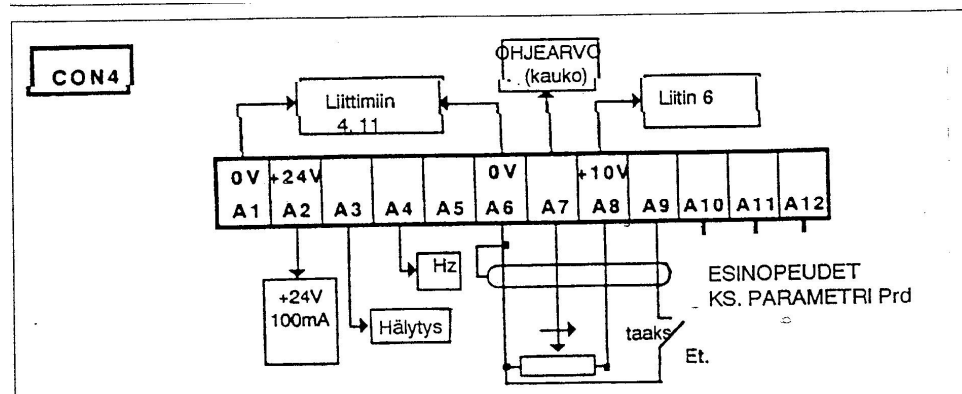 CON4
OHJEARVO
(kauko)
Liittimiin
4, 11
Liitin 6
0V +24V 0V +10V
A1 A2 A3 A4 A5 A6 A7 A8 A9 A10 A11 A12
Hz
ESINOPEUDET
KS. PARAMETRI Prd
+24V
100mA
Hälytys
taaks
Et.